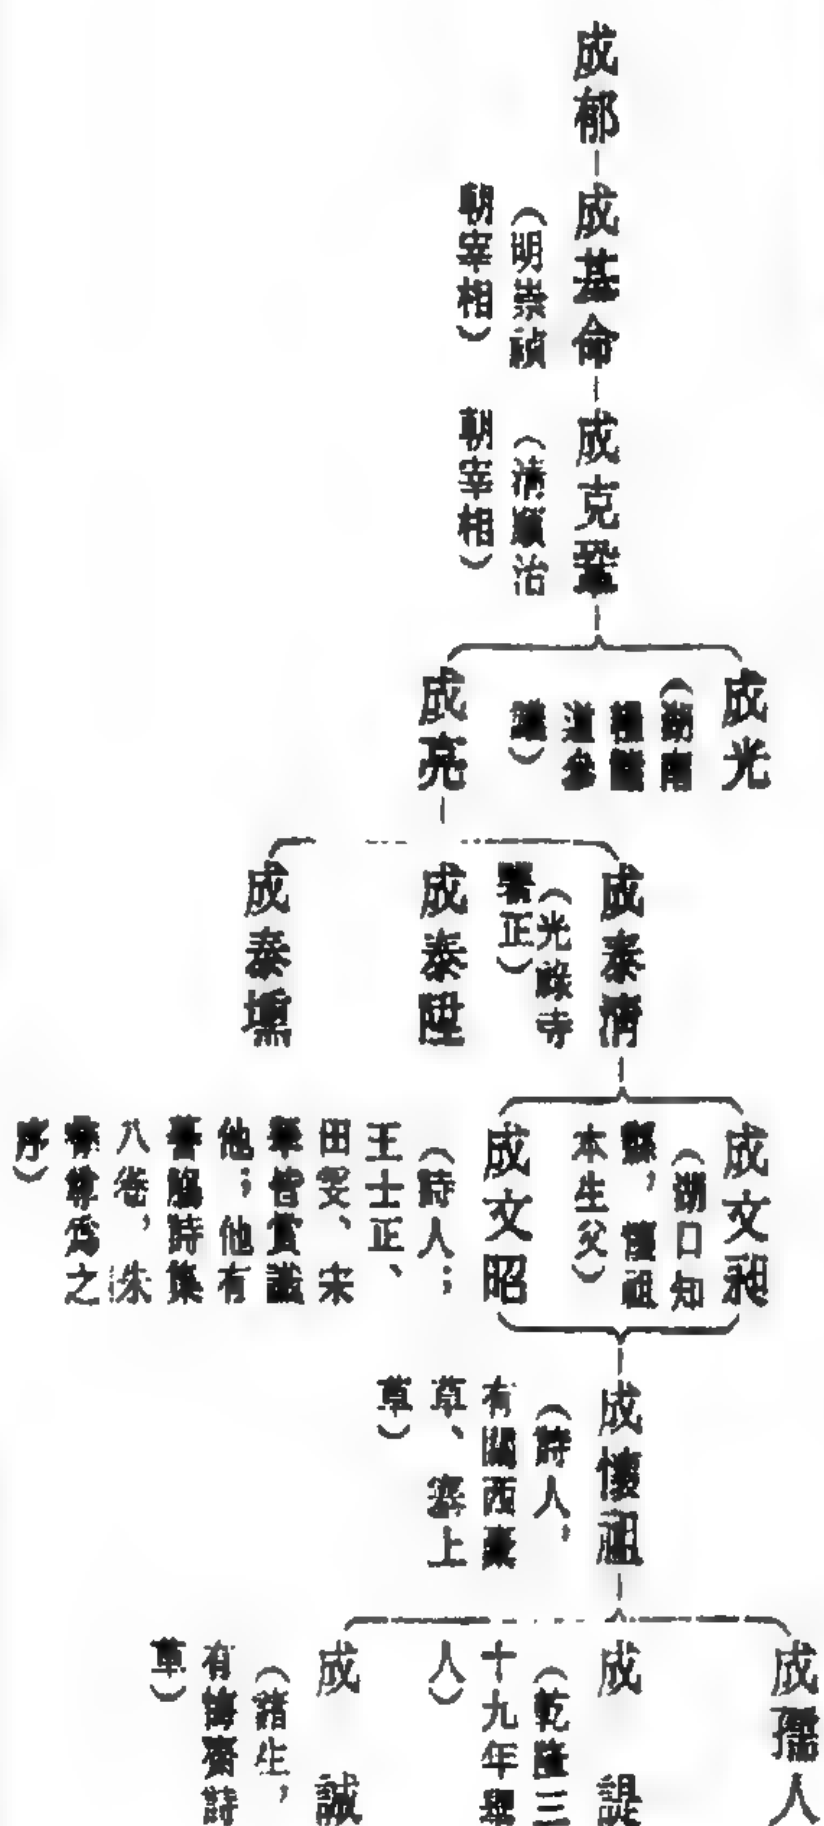 成郁
成基命
（明崇禎
朝宰相）
成克鞏
（清順治
朝宰相）
成光
（湖南
糧儲
道參
議）
成亮
成泰清
（光祿寺
署正）
成泰陞
成泰壎
成文昶
（湖口知
縣，懷祖
本生父）
成文昭
（詩人；
王士正、
田雯、宋
犖皆賞識
他；他有
詩集
八卷，朱
彝尊爲之
序）
成懷祖
（詩人，
有關西
草、塞上
草）
成孺人
成諟
（乾隆三
十九年舉
人）
成誠
（諸生，
有齋詩
草）